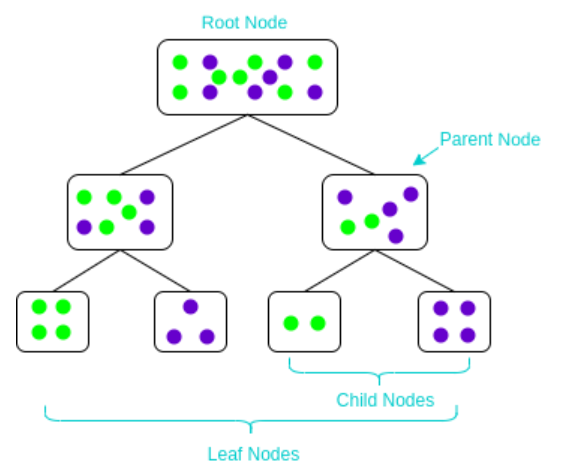 Root Node
Parent Node
Child Nodes
Leaf Nodes